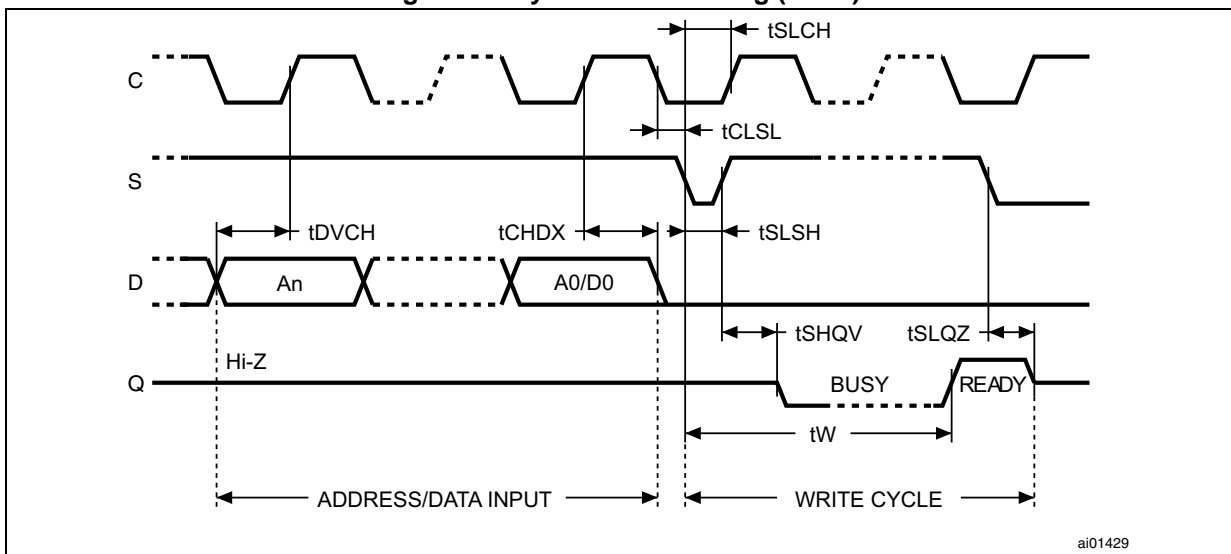 tSLCH
C
tCLSL
S
tDVCH
tCHDX
tSLSH
D
An
A0/D0
tSHQV
tSLQZ
Hi-Z
Q
BUSY
READY
tW
ADDRESS/DATA INPUT
WRITE CYCLE
ai01429